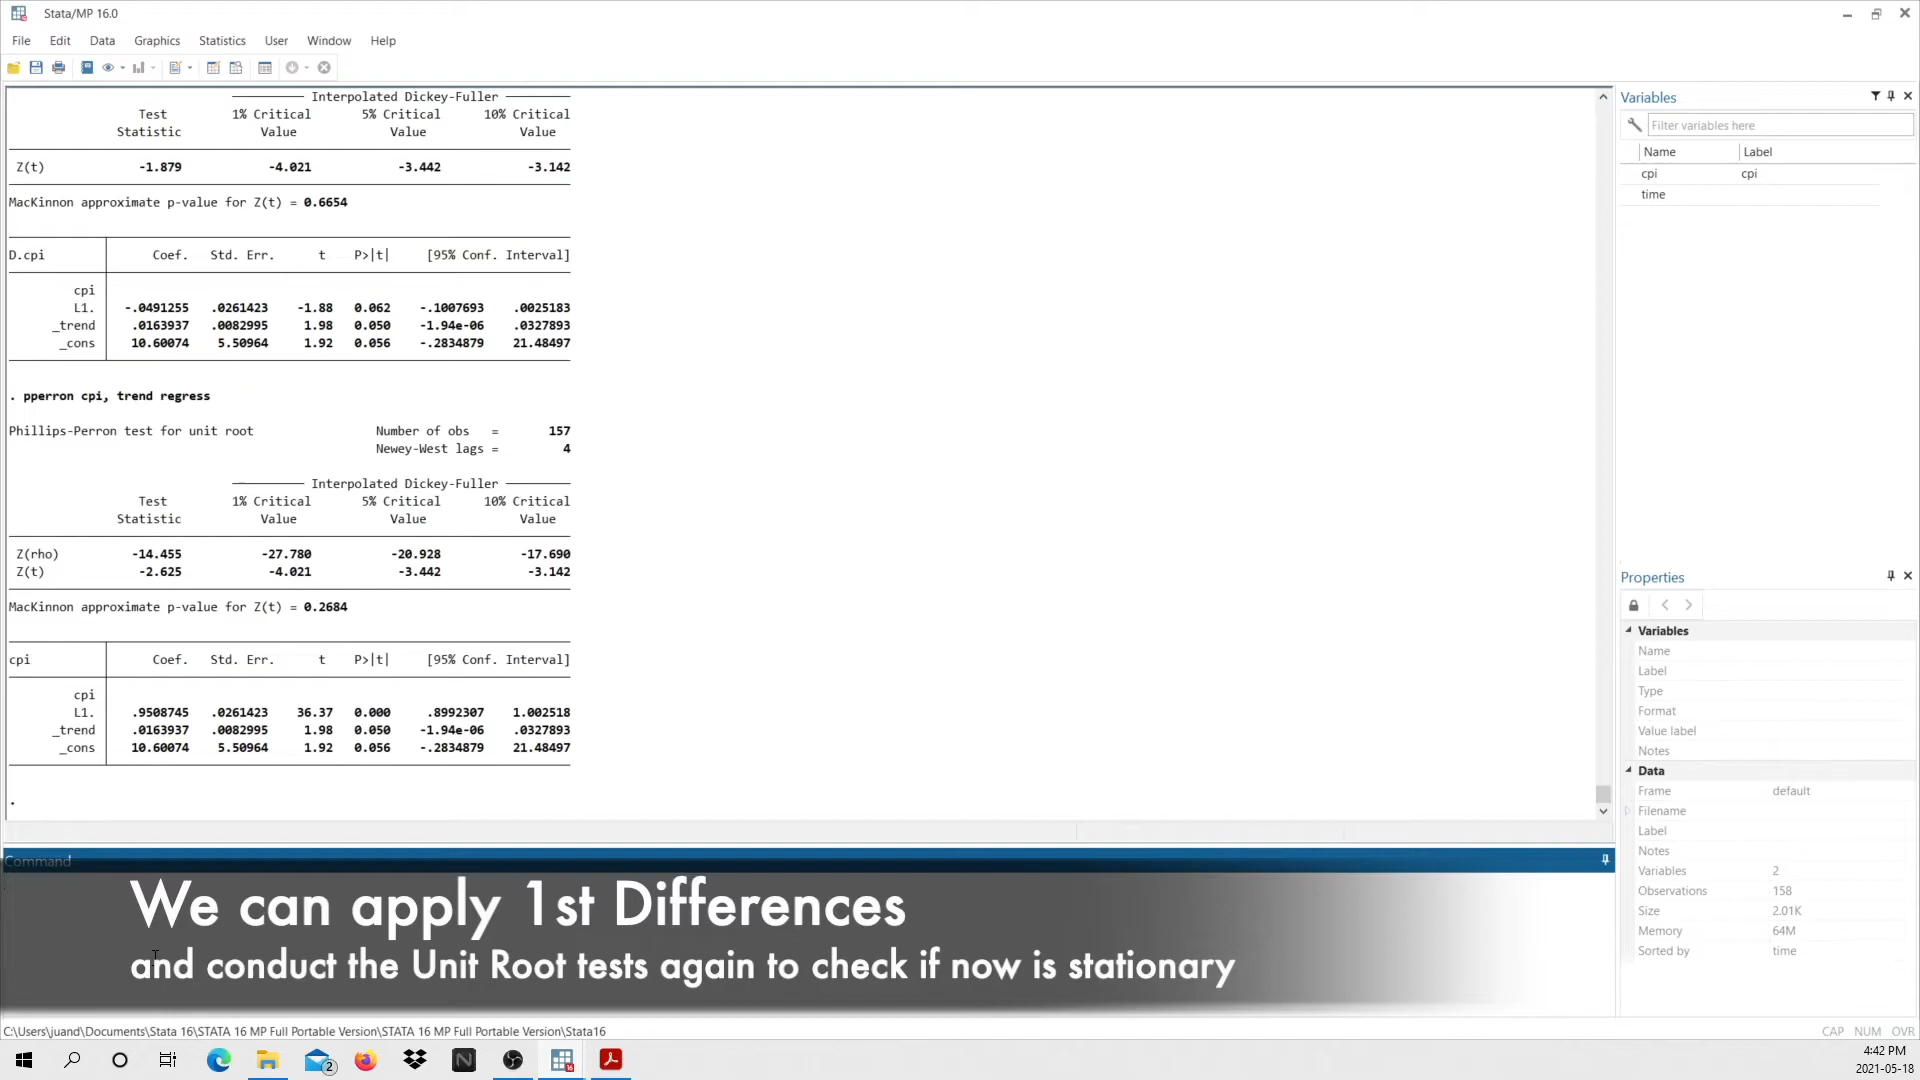 Stata/MP 16.0
File Edit Data Graphics Statistics User Window Help
Interpolated Dickey-Fuller
Test 1% Critical 5% Critical 10% Critical
Statistic Value Value Value
Z(t) -1.879 -4.021 -3.442 -3.142
MacKinnon approximate p-value for Z(t) = 0.6654
D.cpi Coef. Std. Err. t P>|t| [95% Conf. Interval]
cpi
L1. -.0491255 .0261423 -1.88 0.062 -.1007693 .0025183
_trend .0163937 .0082995 1.98 0.050 -1.94e-06 .0327893
_cons 10.60074 5.50964 1.92 0.056 -.2834879 21.48497
. pperron cpi, trend regress
Phillips-Perron test for unit root Number of obs = 157
Newey-West lags = 4
Interpolated Dickey-Fuller
Test 1% Critical 5% Critical 10% Critical
Statistic Value Value Value
Z(rho) -14.455 -27.780 -20.928 -17.690
Z(t) -2.625 -4.021 -3.442 -3.142
MacKinnon approximate p-value for Z(t) = 0.2684
cpi Coef. Std. Err. t P>|t| [95% Conf. Interval]
cpi
L1. .9508745 .0261423 36.37 0.000 .8992307 1.002518
_trend .0163937 .0082995 1.98 0.050 -1.94e-06 .0327893
_cons 10.60074 5.50964 1.92 0.056 -.2834879 21.48497
.
Variables
Filter variables here
Name Label
cpi cpi
time
Properties
Variables
Name
Label
Type
Format
Value label
Notes
Data
Frame default
Filename
Label
Notes
Variables 2
Observations 158
Size 2.01K
Memory 64M
Sorted by time
Command
We can apply 1st Differences
and conduct the Unit Root tests again to check if now is stationary
C:\Users\juand\Documents\Stata 16\STATA 16 MP Full Portable Version\STATA 16 MP Full Portable Version\Stata16
CAP NUM OVR
2
16
4:42 PM
2021-05-18